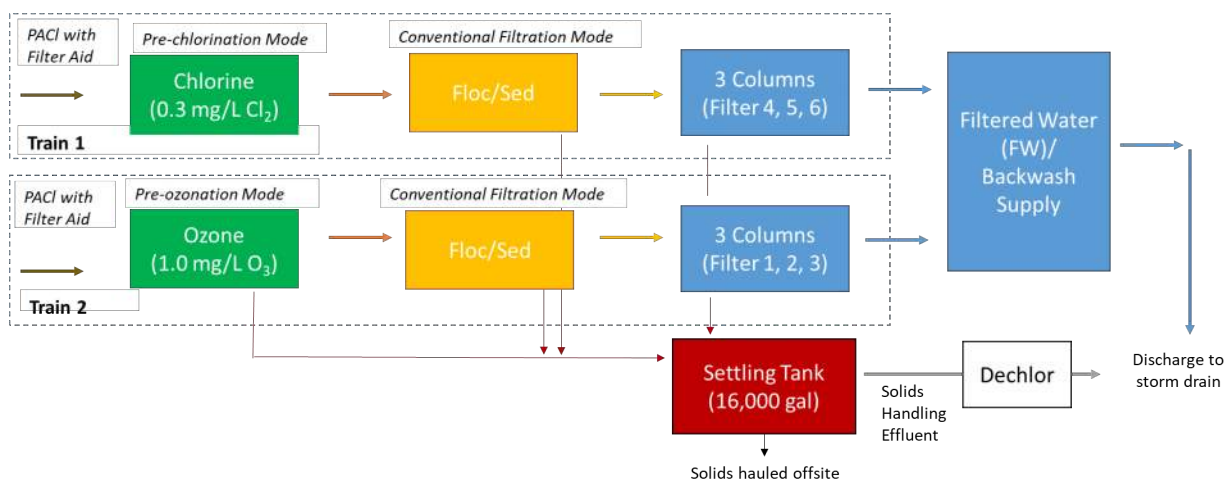 PACl with
Filter Aid
Pre-chlorination Mode
Conventional Filtration Mode
Chlorine
(0.3 mg/L Cl₂)
Floc/Sed
3 Columns
(Filter 4, 5, 6)
Train 1
Filtered Water
(FW)/
Backwash
Supply
PACl with
Filter Aid
Pre-ozonation Mode
Conventional Filtration Mode
Ozone
(1.0 mg/L O₃)
Floc/Sed
3 Columns
(Filter 1, 2, 3)
Train 2
Settling Tank
(16,000 gal)
Solids
Handling
Effluent
Dechlor
Discharge to
storm drain
Solids hauled offsite